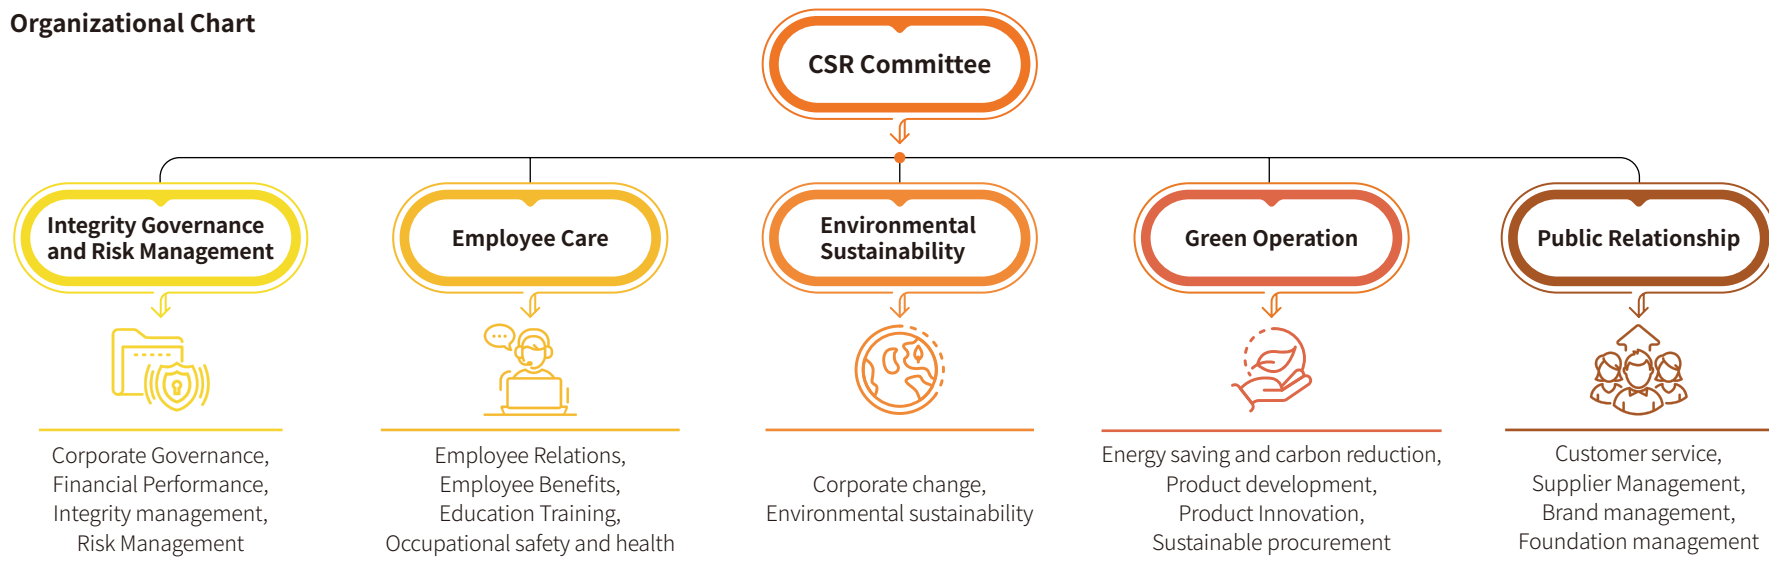 Organizational Chart
CSR Committee
Integrity Governance
and Risk Management
Employee Care
Environmental
Sustainability
Green Operation
Public Relationship
Corporate Governance,
Financial Performance,
Integrity management,
Risk Management
Employee Relations,
Employee Benefits,
Education Training,
Occupational safety and health
Corporate change,
Environmental sustainability
Energy saving and carbon reduction,
Product development,
Product Innovation,
Sustainable procurement
Customer service,
Supplier Management,
Brand management,
Foundation management